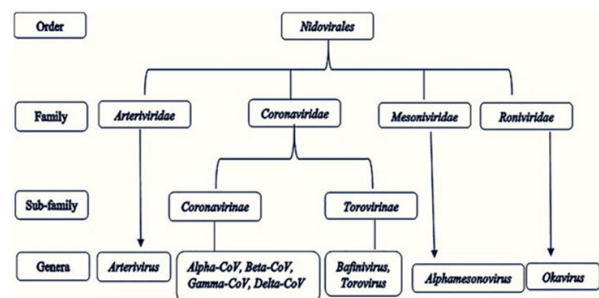 Order
Nidovirales
Family
Arteriviridae
Coronaviridae
Mesoniviridae
Roniviridae
Sub-family
Coronavirinae
Torovirinae
Genera
Arterivirus
Alpha-CoV, Beta-CoV,
Gamma-CoV, Delta-CoV
Bafinivirus,
Torovirus
Alphamesonovirus
Okavirus